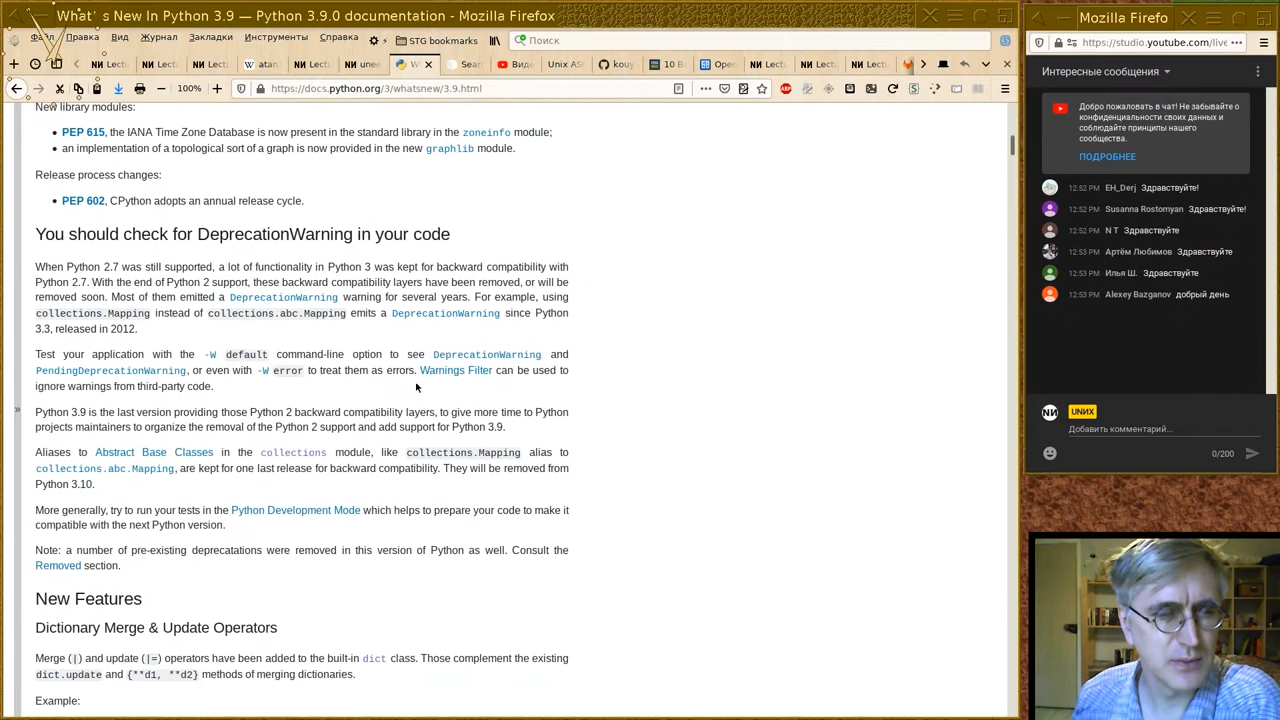 What's New In Python 3.9 — Python 3.9.0 documentation - Mozilla Firefox
Файл Правка Вид Журнал Закладки Инструменты Справка STG bookmarks Поиск
Lect Lect Lect Lectu atan Lect unee W Sear Виде Unix AS kouy 10 B Open Lect Lect Lect
100% https://docs.python.org/3/whatsnew/3.9.html ABP
New library modules:
PEP 615, the IANA Time Zone Database is now present in the standard library in the zoneinfo module;
an implementation of a topological sort of a graph is now provided in the new graphlib module.
Release process changes:
PEP 602, CPython adopts an annual release cycle.
You should check for DeprecationWarning in your code
When Python 2.7 was still supported, a lot of functionality in Python 3 was kept for backward compatibility with
Python 2.7. With the end of Python 2 support, these backward compatibility layers have been removed, or will be
removed soon. Most of them emitted a DeprecationWarning warning for several years. For example, using
collections.Mapping instead of collections.abc.Mapping emits a DeprecationWarning since Python
3.3, released in 2012.
Test your application with the -W default command-line option to see DeprecationWarning and
PendingDeprecationWarning, or even with -W error to treat them as errors. Warnings Filter can be used to
ignore warnings from third-party code.
Python 3.9 is the last version providing those Python 2 backward compatibility layers, to give more time to Python
projects maintainers to organize the removal of the Python 2 support and add support for Python 3.9.
Aliases to Abstract Base Classes in the collections module, like collections.Mapping alias to
collections.abc.Mapping, are kept for one last release for backward compatibility. They will be removed from
Python 3.10.
More generally, try to run your tests in the Python Development Mode which helps to prepare your code to make it
compatible with the next Python version.
Note: a number of pre-existing deprecatations were removed in this version of Python as well. Consult the
Removed section.
New Features
Dictionary Merge & Update Operators
Merge (|) and update (|=) operators have been added to the built-in dict class. Those complement the existing
dict.update and {**d1, **d2} methods of merging dictionaries.
Example:
Mozilla Firefo
https://studio.youtube.com/live
Интересные сообщения
Добро пожаловать в чат! Не забывайте о
конфиденциальности своих данных и
соблюдайте принципы нашего
сообщества.
ПОДРОБНЕЕ
12:52 PM EH_Derj Здравствуйте!
12:52 PM Susanna Rostomyan Здравствуйте!
12:52 PM N T Здравствуйте
12:53 PM Артём Любимов Здравствуйте
12:53 PM Илья Ш. Здравствуйте
12:53 PM Alexey Bazganov добрый день
UNИX
Добавить комментарий...
0/200